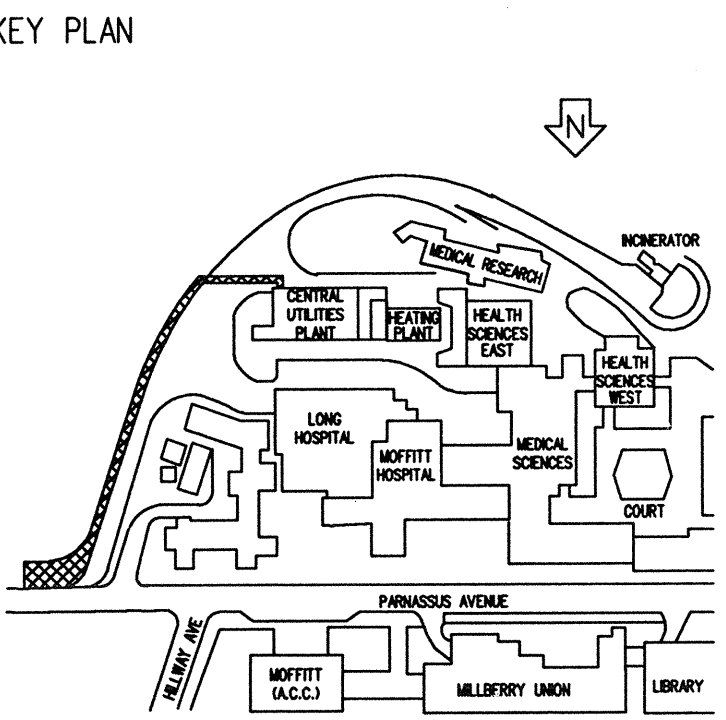 KEY PLAN
N
INCINERATOR
MEDICAL RESEARCH
CENTRAL
UTILITIES
PLANT
HEATING
PLANT
HEALTH
SCIENCES
EAST
HEALTH
SCIENCES
WEST
LONG
HOSPITAL
MOFFITT
HOSPITAL
MEDICAL
SCIENCES
COURT
PARNASSUS AVENUE
HILLWAY AVE
MOFFITT
(A.C.C.)
MILLBERRY UNION
LIBRARY